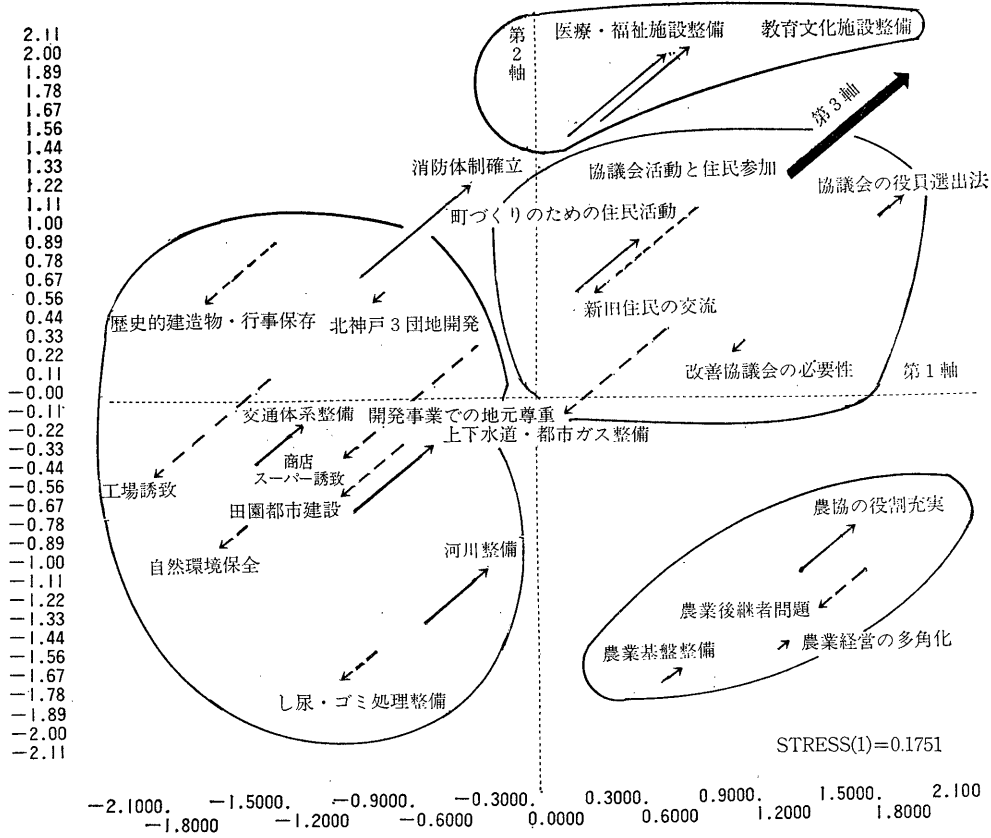 2.11
2.00
1.89
1.78
1.67
1.56
1.44
1.33
1.22
1.11
1.00
0.89
0.78
0.67
0.56
0.44
0.33
0.22
0.11
-0.00
-0.11
-0.22
-0.33
-0.44
-0.56
-0.67
-0.78
-0.89
-1.00
-1.11
-1.22
-1.33
-1.44
-1.56
-1.67
-1.78
-1.89
-2.00
-2.11
第2軸
医療・福祉施設整備
教育文化施設整備
第3軸
消防体制確立
協議会活動と住民参加
協議会の役員選出法
町づくりのための住民活動
歴史的建造物・行事保存
北神戸3団地開発
新旧住民の交流
改善協議会の必要性
第1軸
交通体系整備
開発事業での地元尊重
上下水道・都市ガス整備
商店
スーパー誘致
工場誘致
田園都市建設
自然環境保全
河川整備
農協の役割充実
農業後継者問題
農業基盤整備
農業経営の多角化
し尿・ゴミ処理整備
STRESS(1)=0.1751
-2.1000. -1.5000. -0.9000. -0.3000. 0.3000. 0.9000. 1.5000. 2.100
-1.8000 -1.2000 -0.6000 0.0000 0.6000 1.2000 1.8000